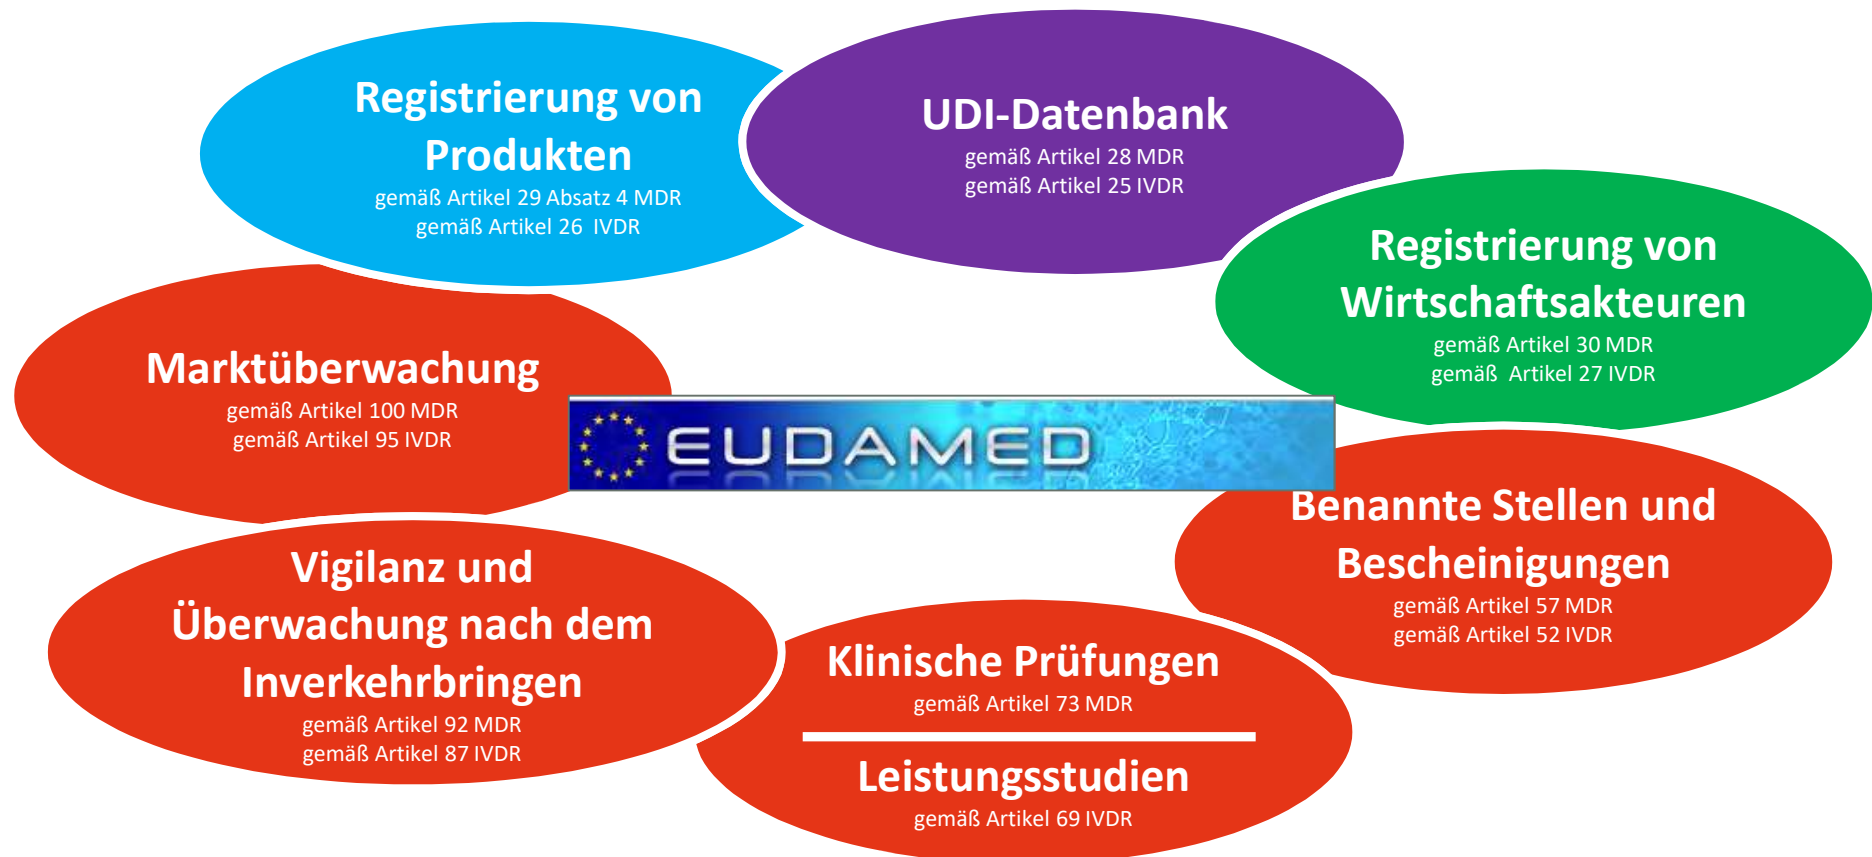 Registrierung von
Produkten
gemäß Artikel 29 Absatz 4 MDR
gemäß Artikel 26 IVDR
UDI-Datenbank
gemäß Artikel 28 MDR
gemäß Artikel 25 IVDR
Registrierung von
Wirtschaftsakteuren
gemäß Artikel 30 MDR
gemäß Artikel 27 IVDR
Marktüberwachung
gemäß Artikel 100 MDR
gemäß Artikel 95 IVDR
EUDAMED
Benannte Stellen und
Bescheinigungen
gemäß Artikel 57 MDR
gemäß Artikel 52 IVDR
Vigilanz und
Überwachung nach dem
Inverkehrbringen
gemäß Artikel 92 MDR
gemäß Artikel 87 IVDR
Klinische Prüfungen
gemäß Artikel 73 MDR
Leistungsstudien
gemäß Artikel 69 IVDR